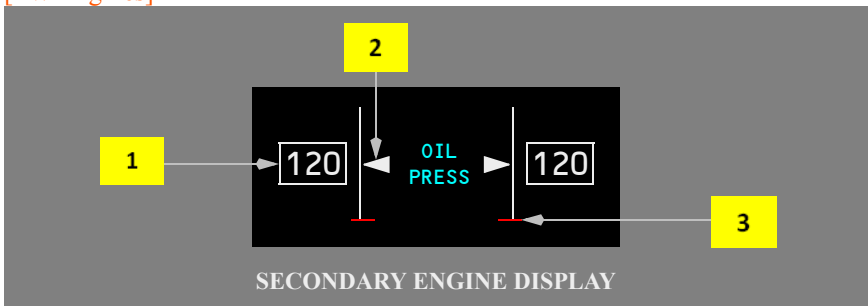 2
OIL
1 120 120
PRESS
3
SECONDARY ENGINE DISPLAY